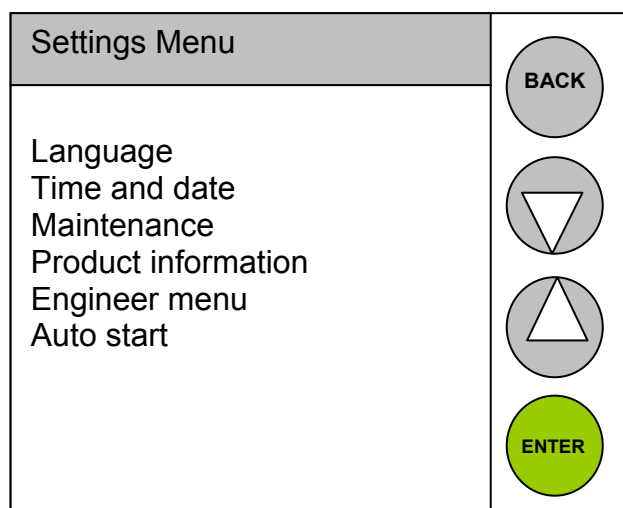 Settings Menu
BACK
Language
Time and date
Maintenance
Product information
Engineer menu
Auto start
ENTER